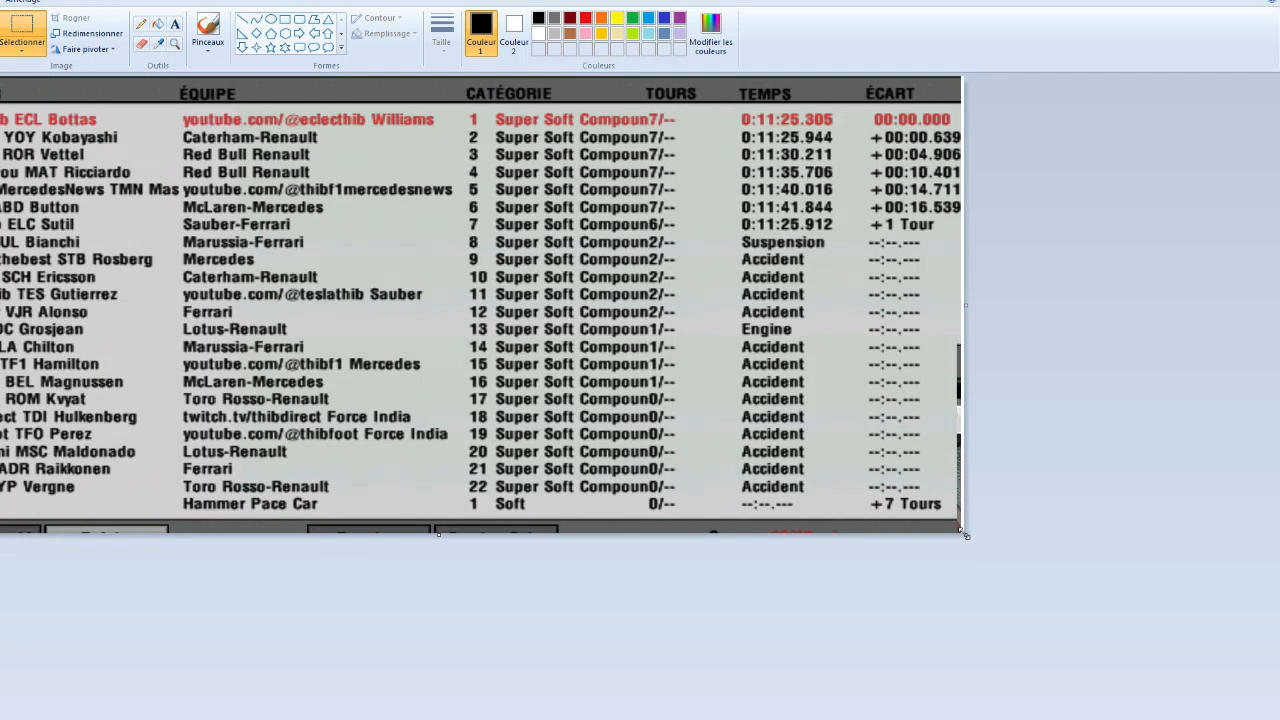 Affichage
Sélectionner
Rogner
Redimensionner
Faire pivoter
Image
A
Outils
Pinceaux
Contour
Remplissage
Formes
Taille
Couleur 1
Couleur 2
Modifier les couleurs
Couleurs
ÉQUIPE CATÉGORIE TOURS TEMPS ÉCART
b ECL Bottas youtube.com/@eclecthib Williams 1 Super Soft Compoun7/-- 0:11:25.305 00:00.000
YOY Kobayashi Caterham-Renault 2 Super Soft Compoun7/-- 0:11:25.944 +00:00.639
ROR Vettel Red Bull Renault 3 Super Soft Compoun7/-- 0:11:30.211 +00:04.906
ou MAT Ricciardo Red Bull Renault 4 Super Soft Compoun7/-- 0:11:35.706 +00:10.401
MercedesNews TMN Mas youtube.com/@thibf1mercedesnews 5 Super Soft Compoun7/-- 0:11:40.016 +00:14.711
ABD Button McLaren-Mercedes 6 Super Soft Compoun7/-- 0:11:41.844 +00:16.539
ELC Sutil Sauber-Ferrari 7 Super Soft Compoun6/-- 0:11:25.912 +1 Tour
UL Bianchi Marussia-Ferrari 8 Super Soft Compoun2/-- Suspension --:--.---
thebest STB Rosberg Mercedes 9 Super Soft Compoun2/-- Accident --:--.---
SCH Ericsson Caterham-Renault 10 Super Soft Compoun2/-- Accident --:--.---
ib TES Gutierrez youtube.com/@teslathib Sauber 11 Super Soft Compoun2/-- Accident --:--.---
VJR Alonso Ferrari 12 Super Soft Compoun2/-- Accident --:--.---
OC Grosjean Lotus-Renault 13 Super Soft Compoun1/-- Engine --:--.---
LA Chilton Marussia-Ferrari 14 Super Soft Compoun1/-- Accident --:--.---
TF1 Hamilton youtube.com/@thibf1 Mercedes 15 Super Soft Compoun1/-- Accident --:--.---
BEL Magnussen McLaren-Mercedes 16 Super Soft Compoun1/-- Accident --:--.---
ROM Kvyat Toro Rosso-Renault 17 Super Soft Compoun0/-- Accident --:--.---
ect TDI Hulkenberg twitch.tv/thibdirect Force India 18 Super Soft Compoun0/-- Accident --:--.---
ot TFO Perez youtube.com/@thibfoot Force India 19 Super Soft Compoun0/-- Accident --:--.---
ni MSC Maldonado Lotus-Renault 20 Super Soft Compoun0/-- Accident --:--.---
ADR Raikkonen Ferrari 21 Super Soft Compoun0/-- Accident --:--.---
YP Vergne Toro Rosso-Renault 22 Super Soft Compoun0/-- Accident --:--.---
Hammer Pace Car 1 Soft 0/-- --:--.--- +7 Tours